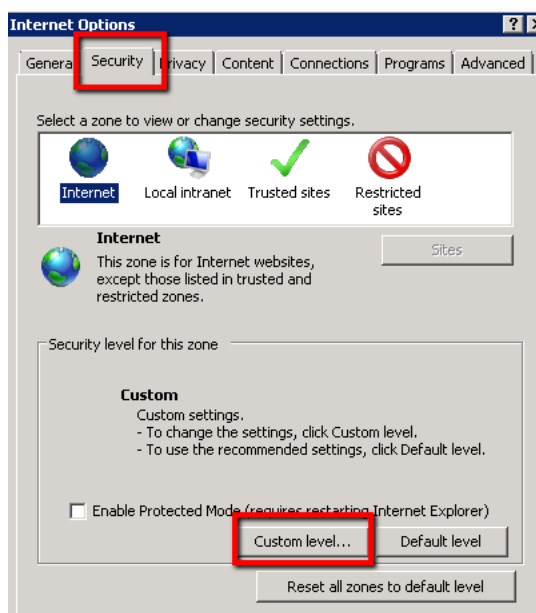 Internet Options
General Security Privacy Content Connections Programs Advanced
Select a zone to view or change security settings.
Internet Local intranet Trusted sites Restricted
sites
Internet
Sites
This zone is for Internet websites,
except those listed in trusted and
restricted zones.
Security level for this zone
Custom
Custom settings.
- To change the settings, click Custom level.
- To use the recommended settings, click Default level.
Enable Protected Mode (requires restarting Internet Explorer)
Custom level... Default level
Reset all zones to default level